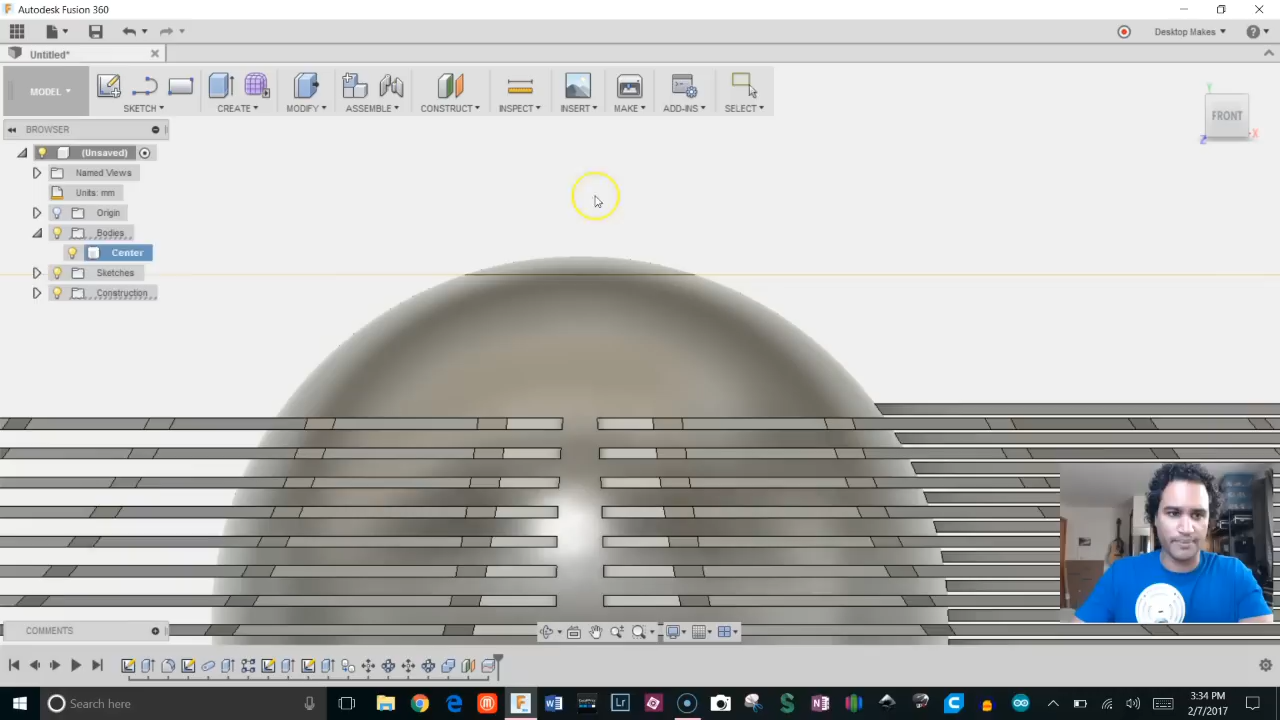 Autodesk Fusion 360
Desktop Makes
Untitled*
MODEL
SKETCH
CREATE
MODIFY
ASSEMBLE
CONSTRUCT
INSPECT
INSERT
MAKE
ADD-INS
SELECT
Y
FRONT
X
Z
BROWSER
(Unsaved)
Named Views
Units: mm
Origin
Bodies
Center
Sketches
Construction
COMMENTS
Search here
3:34 PM
2/7/2017